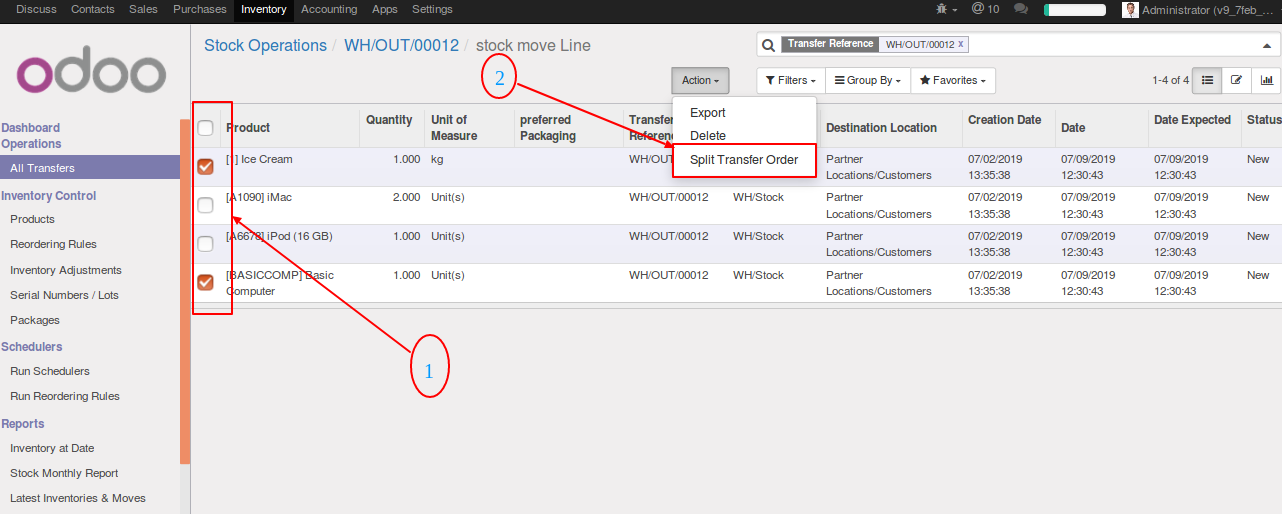 Discuss Contacts Sales Purchases Inventory Accounting Apps Settings @ 10 Administrator (v9_7feb_...
odoo
Stock Operations / WH/OUT/00012 / stock move Line
Transfer Reference WH/OUT/00012 x
2
Action Filters Group By Favorites 1-4 of 4
Export
Delete
Split Transfer Order
Dashboard
Operations
All Transfers
Inventory Control
Products
Reordering Rules
Inventory Adjustments
Serial Numbers / Lots
Packages
Schedulers
Run Schedulers
Run Reordering Rules
Reports
Inventory at Date
Stock Monthly Report
Latest Inventories & Moves
Product Quantity Unit of Measure preferred Packaging Destination Location Creation Date Date Date Expected Status
[1] Ice Cream 1.000 kg Partner 07/02/2019 07/09/2019 07/09/2019 New
Locations/Customers 13:35:38 12:30:43 12:30:43
[A1090] iMac 2.000 Unit(s) WH/OUT/00012 WH/Stock Partner 07/02/2019 07/09/2019 07/09/2019 New
Locations/Customers 13:35:38 12:30:43 12:30:43
[A6678] iPod (16 GB) 1.000 Unit(s) WH/OUT/00012 WH/Stock Partner 07/02/2019 07/09/2019 07/09/2019 New
Locations/Customers 13:35:38 12:30:43 12:30:43
[BASICCOMP] Basic 1.000 Unit(s) WH/OUT/00012 WH/Stock Partner 07/02/2019 07/09/2019 07/09/2019 New
Computer Locations/Customers 13:35:38 12:30:43 12:30:43
1